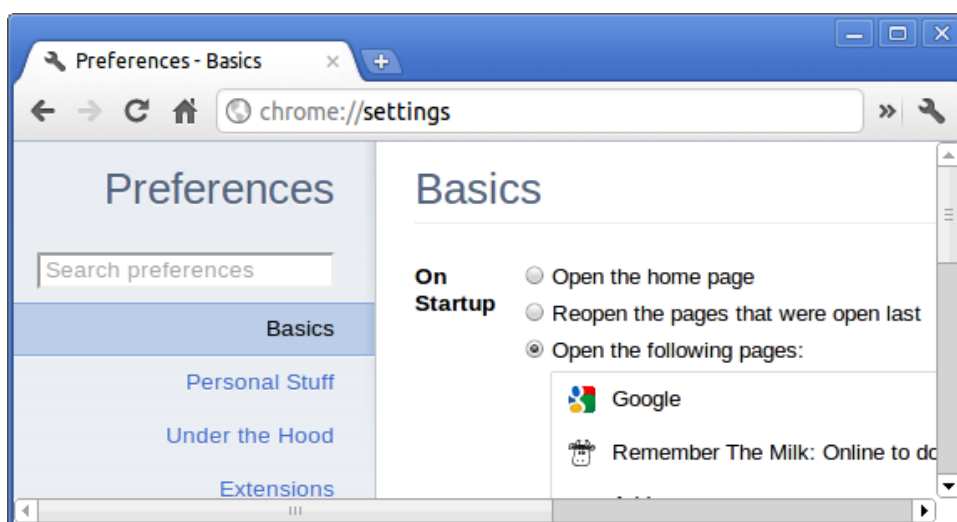 Preferences - Basics
chrome://settings
Preferences
Search preferences
Basics
Personal Stuff
Under the Hood
Extensions
Basics
On
Startup
Open the home page
Reopen the pages that were open last
Open the following pages:
Google
Remember The Milk: Online to do